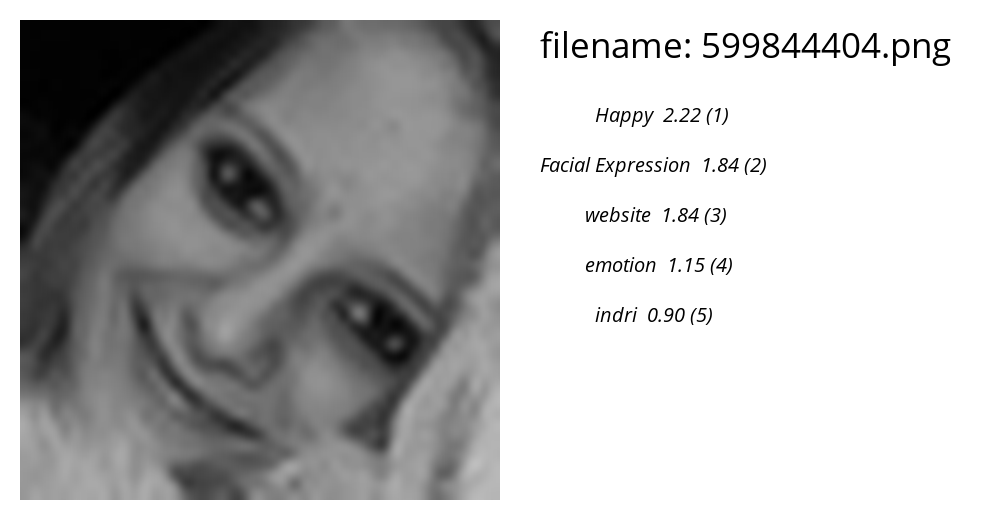 filename: 599844404.png
Happy 2.22 (1)
Facial Expression 1.84 (2)
website 1.84 (3)
emotion 1.15 (4)
indri 0.90 (5)